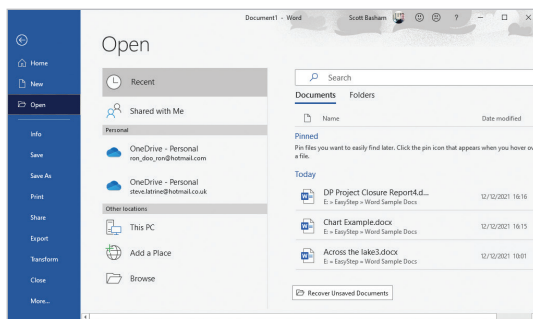 Document1 - Word
Scott Basham
?
Home
New
Open
Info
Save
Save As
Print
Share
Export
Transform
Close
More...
Open
Recent
Shared with Me
Personal
OneDrive - Personal
ron_doo_ron@hotmail.com
OneDrive - Personal
steve.latrine@hotmail.co.uk
Other locations
This PC
Add a Place
Browse
Search
Documents Folders
Name Date modified
Pinned
Pin files you want to easily find later. Click the pin icon that appears when you hover ov
a file.
Today
DP Project Closure Report4.d... 12/12/2021 16:16
E: » EasyStep » Word Sample Docs
Chart Example.docx 12/12/2021 16:15
E: » EasyStep » Word Sample Docs
Across the lake3.docx 12/12/2021 10:01
E: » EasyStep » Word Sample Docs
Recover Unsaved Documents